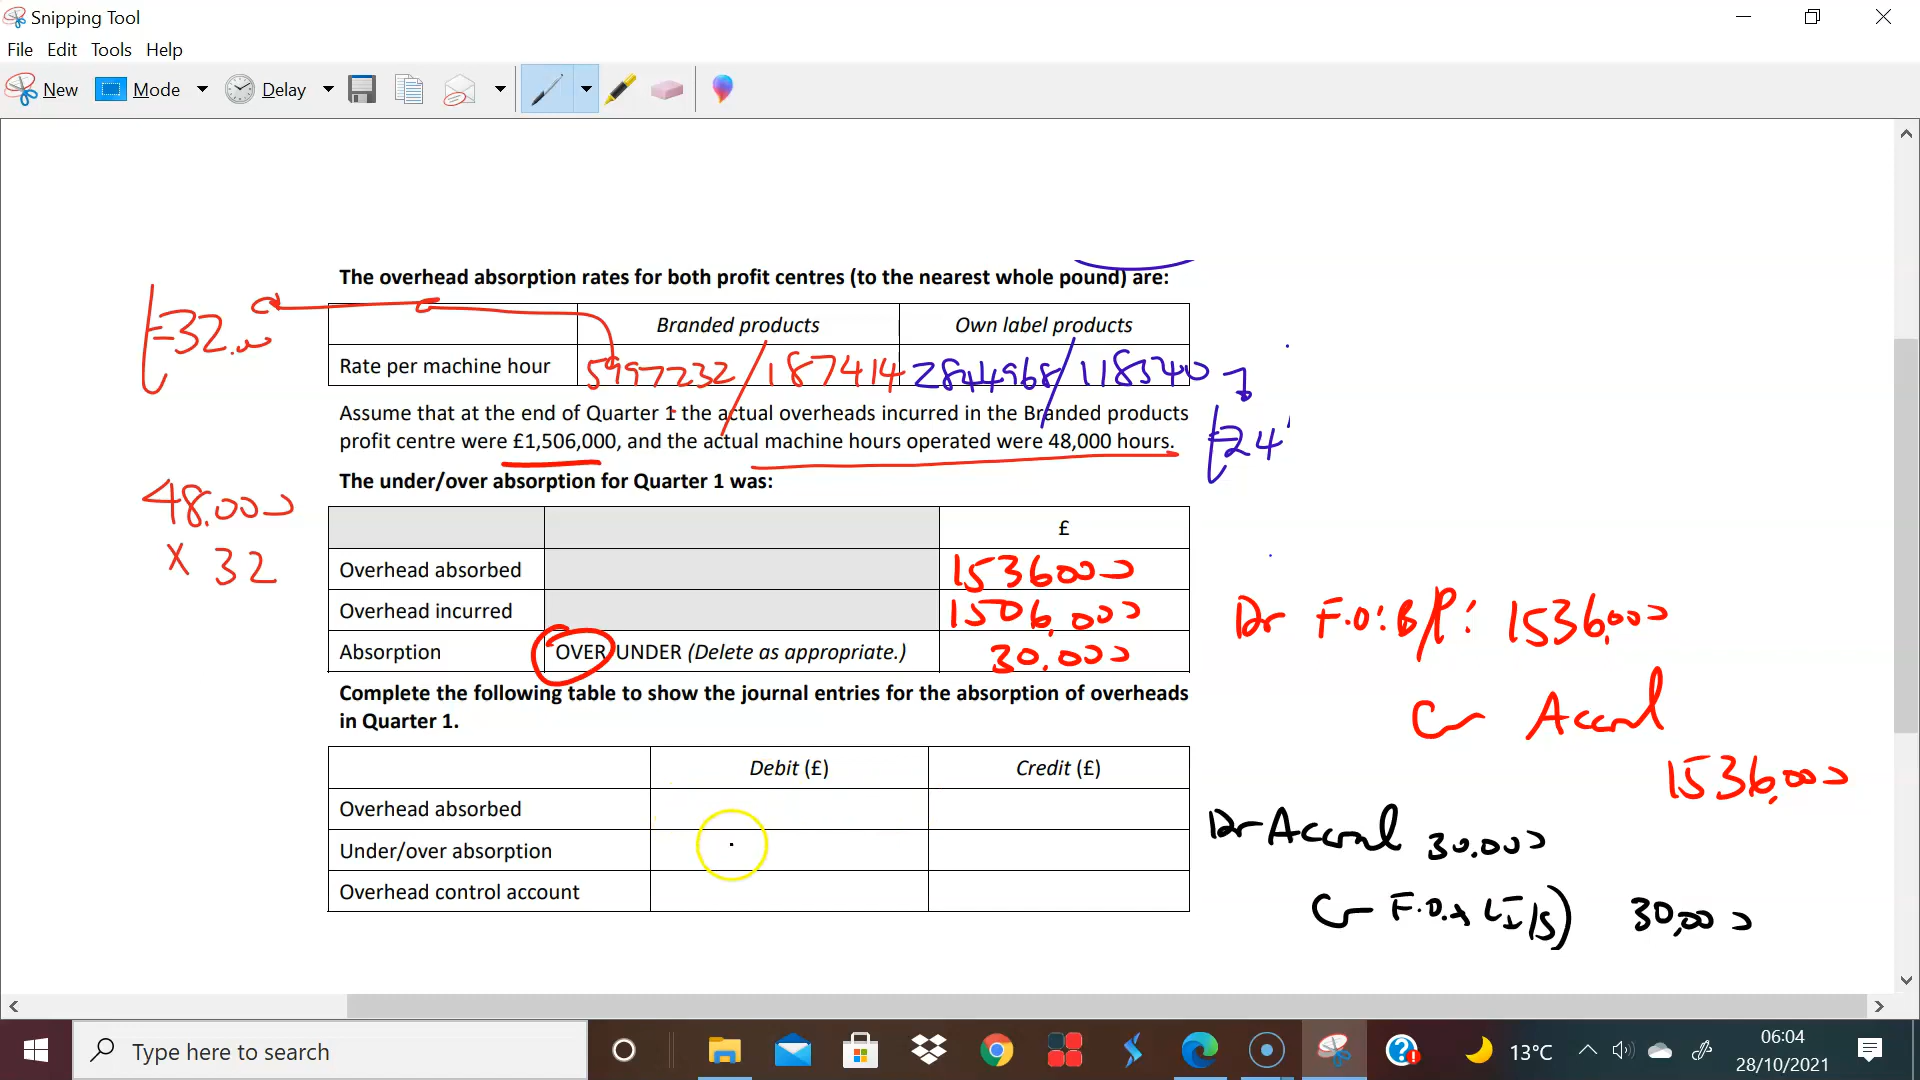 Snipping Tool
File Edit Tools Help
New Mode Delay
The overhead absorption rates for both profit centres (to the nearest whole pound) are:
Branded products Own label products
Rate per machine hour 5997232/187414 2844968/118540
£32.00
Assume that at the end of Quarter 1 the actual overheads incurred in the Branded products
profit centre were £1,506,000, and the actual machine hours operated were 48,000 hours.
£24
The under/over absorption for Quarter 1 was:
48.000
x 32
£
Overhead absorbed 1536000
Overhead incurred 1506,000
Absorption OVER/UNDER (Delete as appropriate.) 30.000
Complete the following table to show the journal entries for the absorption of overheads
in Quarter 1.
Debit (£) Credit (£)
Overhead absorbed
Under/over absorption
Overhead control account
Dr F.O: B/P: 1536,000
Cr Accrual
1536,000
Dr Accrual 30.000
Cr F.O.A (I/S) 30,000
Type here to search
13°C
06:04
28/10/2021